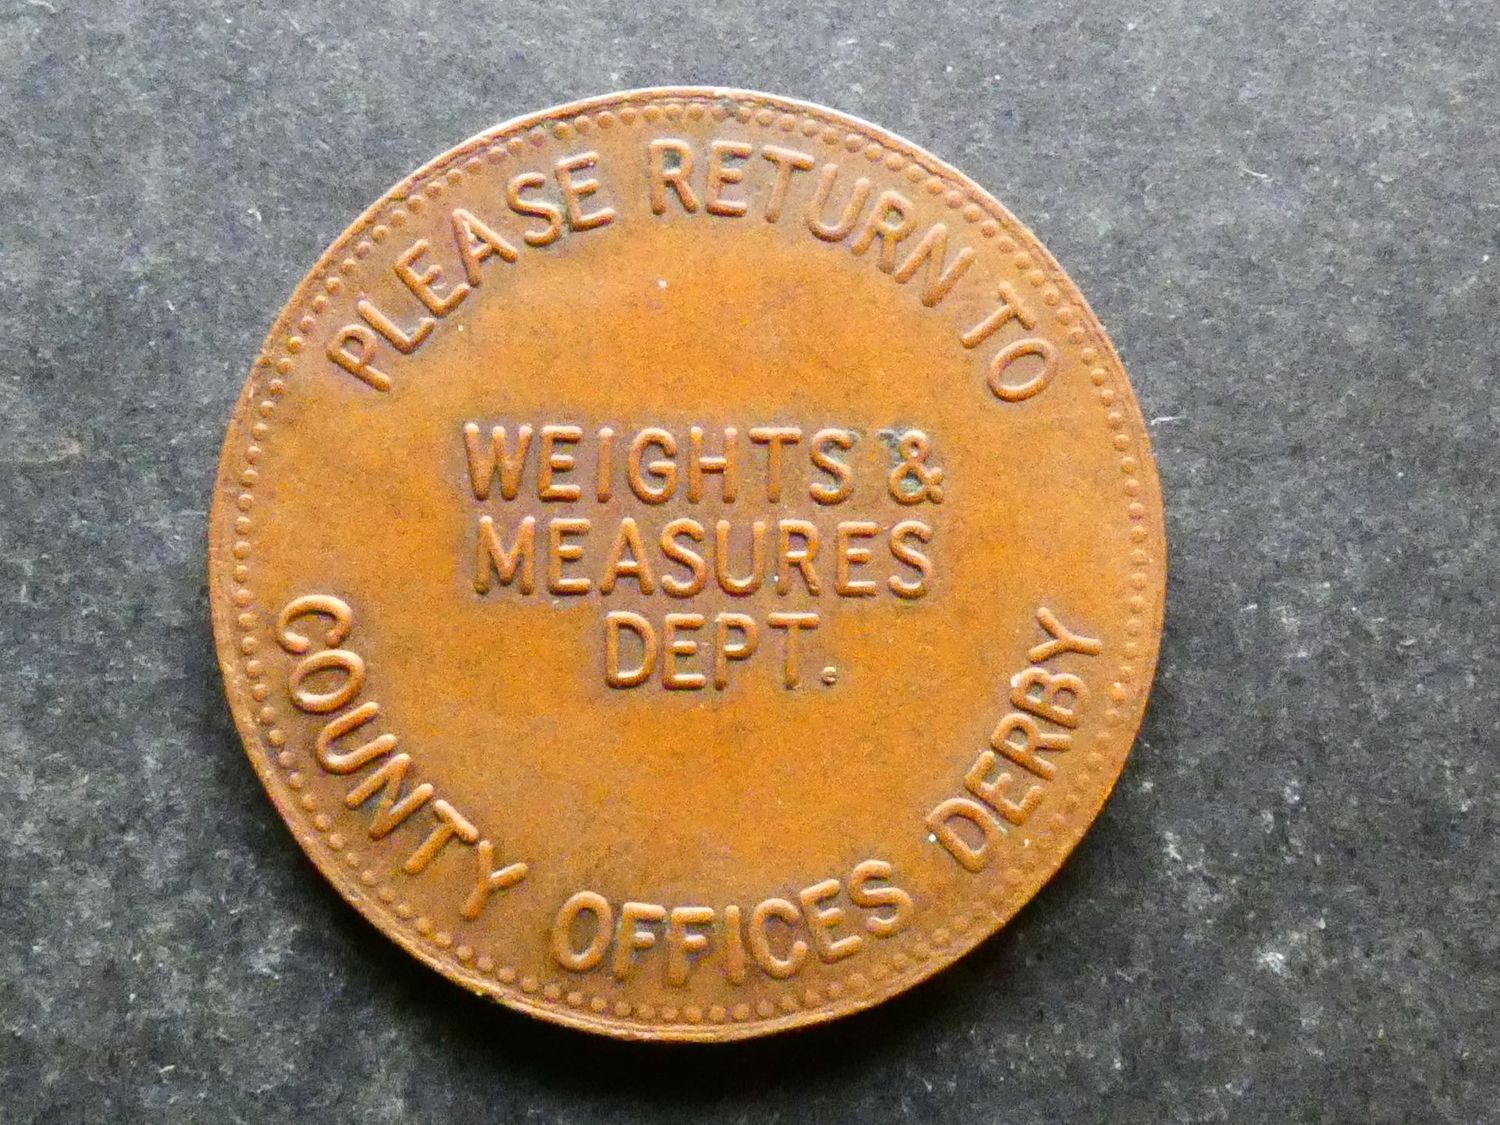 PLEASE RETURN TO
WEIGHTS &
MEASURES
DEPT.
COUNTY OFFICES DERBY